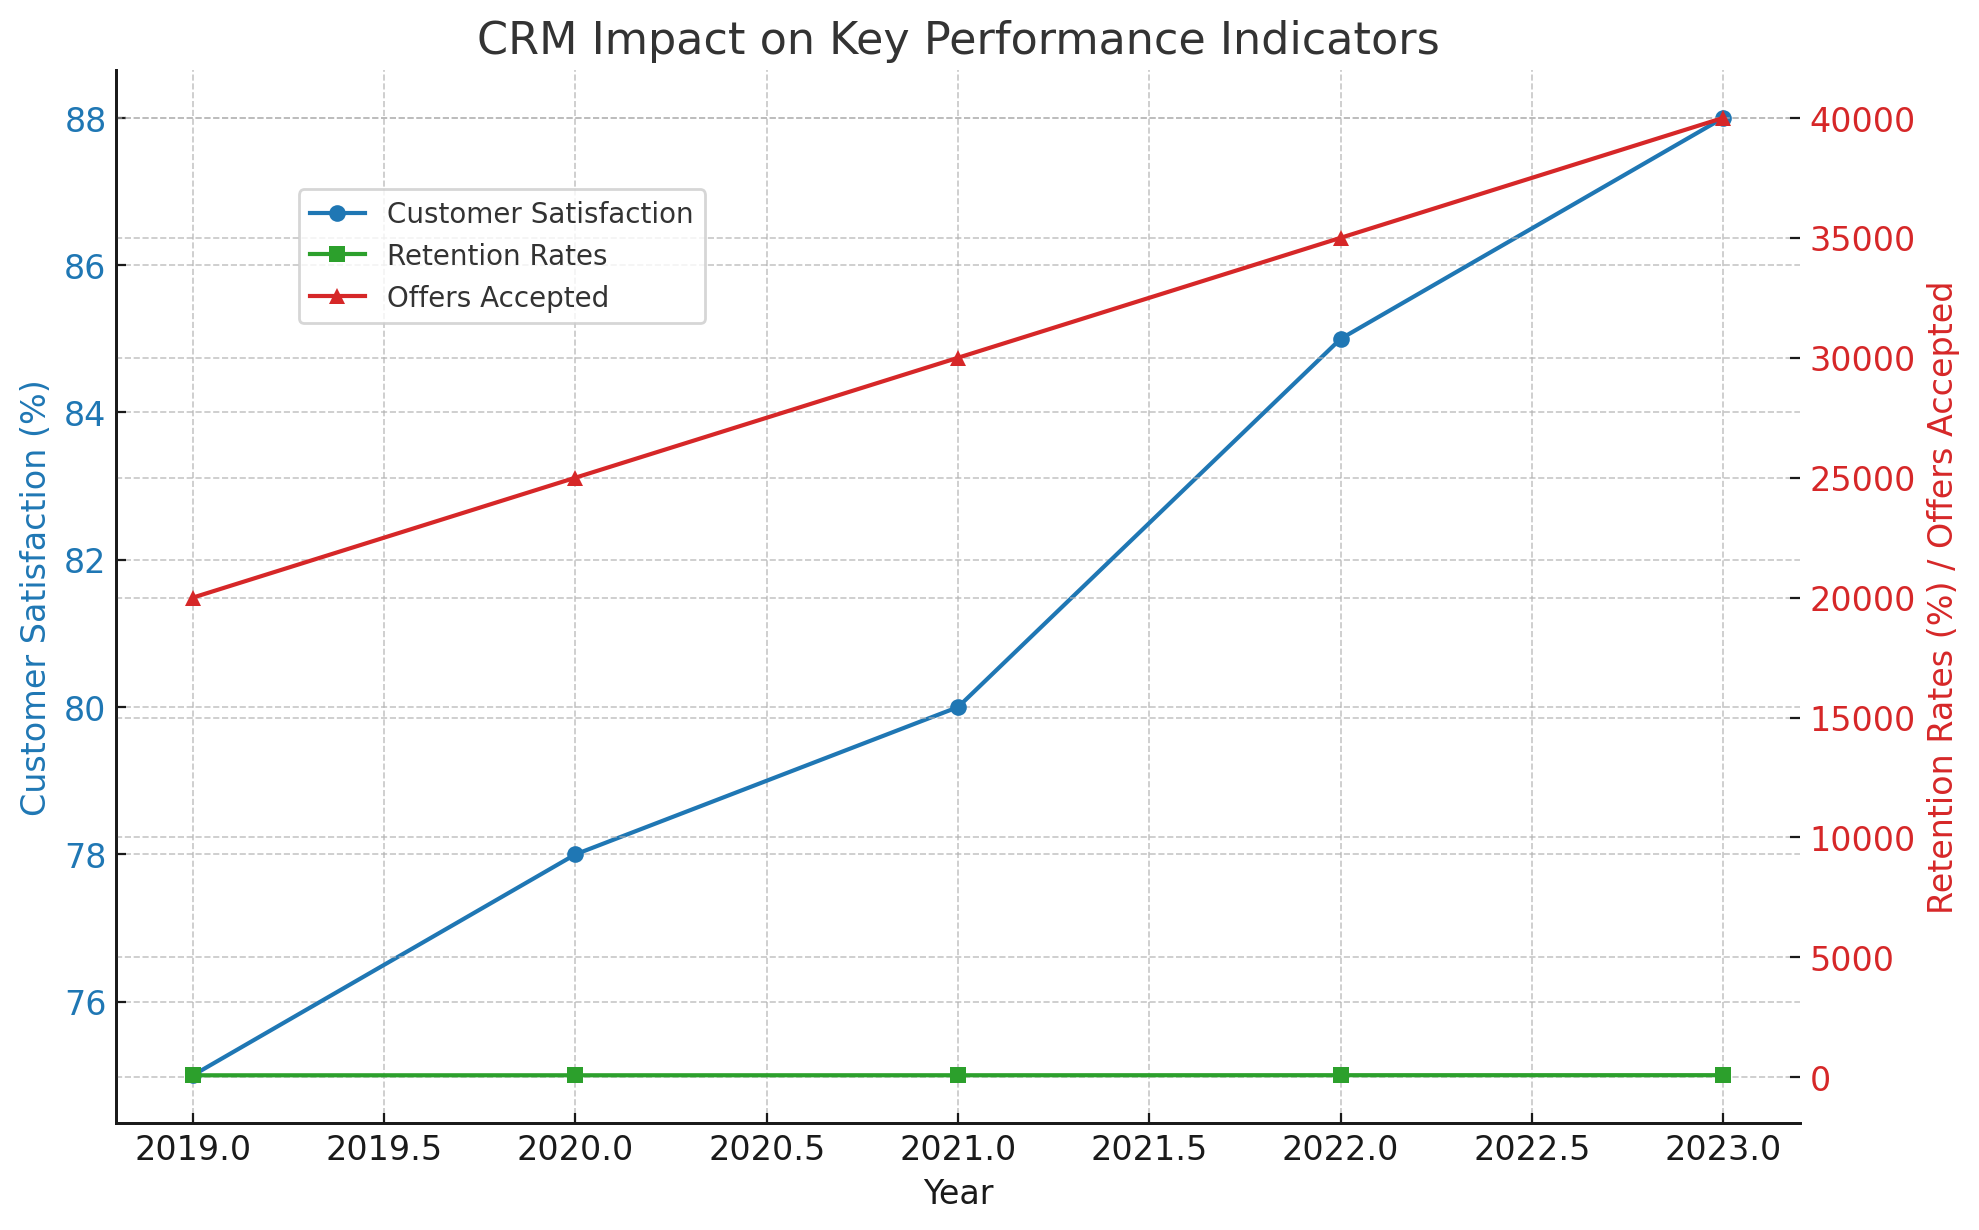 CRM Impact on Key Performance Indicators
Customer Satisfaction (%)
88
86
84
82
80
78
76
Customer Satisfaction
Retention Rates
Offers Accepted
40000
35000
30000
25000
20000
15000
10000
5000
0
Retention Rates (%) / Offers Accepted
2019.0 2019.5 2020.0 2020.5 2021.0 2021.5 2022.0 2022.5 2023.0
Year